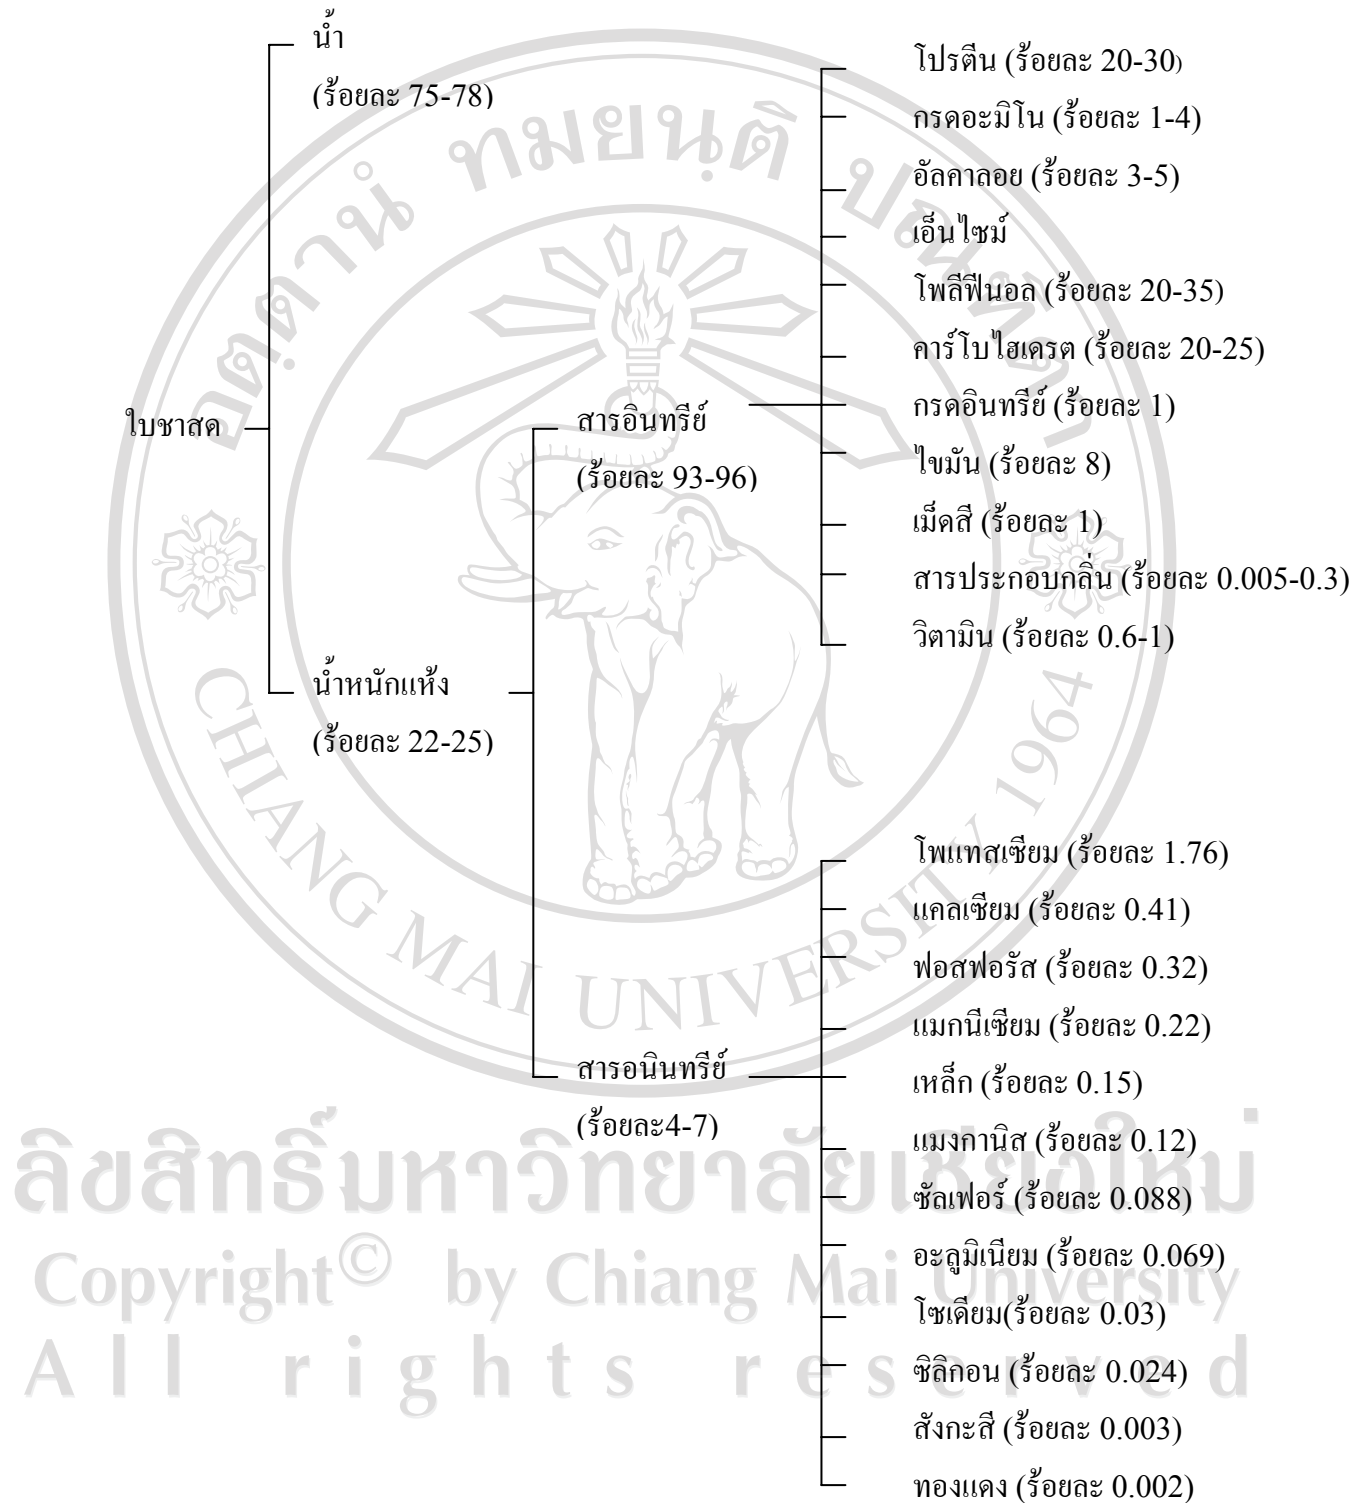 ใบชาสด
น้ำ
(ร้อยละ 75-78)
น้ำหนักแห้ง
(ร้อยละ 22-25)
สารอินทรีย์
(ร้อยละ 93-96)
โปรตีน (ร้อยละ 20-30)
กรดอะมิโน (ร้อยละ 1-4)
อัลคาลอย (ร้อยละ 3-5)
เอ็นไซม์
โพลีฟีนอล (ร้อยละ 20-35)
คาร์โบไฮเดรต (ร้อยละ 20-25)
กรดอินทรีย์ (ร้อยละ 1)
ไขมัน (ร้อยละ 8)
เม็ดสี (ร้อยละ 1)
สารประกอบกลิ่น (ร้อยละ 0.005-0.3)
วิตามิน (ร้อยละ 0.6-1)
สารอนินทรีย์
(ร้อยละ4-7)
โพแทสเซียม (ร้อยละ 1.76)
แคลเซียม (ร้อยละ 0.41)
ฟอสฟอรัส (ร้อยละ 0.32)
แมกนีเซียม (ร้อยละ 0.22)
เหล็ก (ร้อยละ 0.15)
แมงกานิส (ร้อยละ 0.12)
ซัลเฟอร์ (ร้อยละ 0.088)
อะลูมิเนียม (ร้อยละ 0.069)
โซเดียม(ร้อยละ 0.03)
ซิลิกอน (ร้อยละ 0.024)
สังกะสี (ร้อยละ 0.003)
ทองแดง (ร้อยละ 0.002)
อตฺตานํ ทมยนฺติ ปณฺฑิตา
CHIANG MAI UNIVERSITY 1964
ลิขสิทธิ์มหาวิทยาลัยเชียงใหม่
Copyright© by Chiang Mai University
All rights reserved